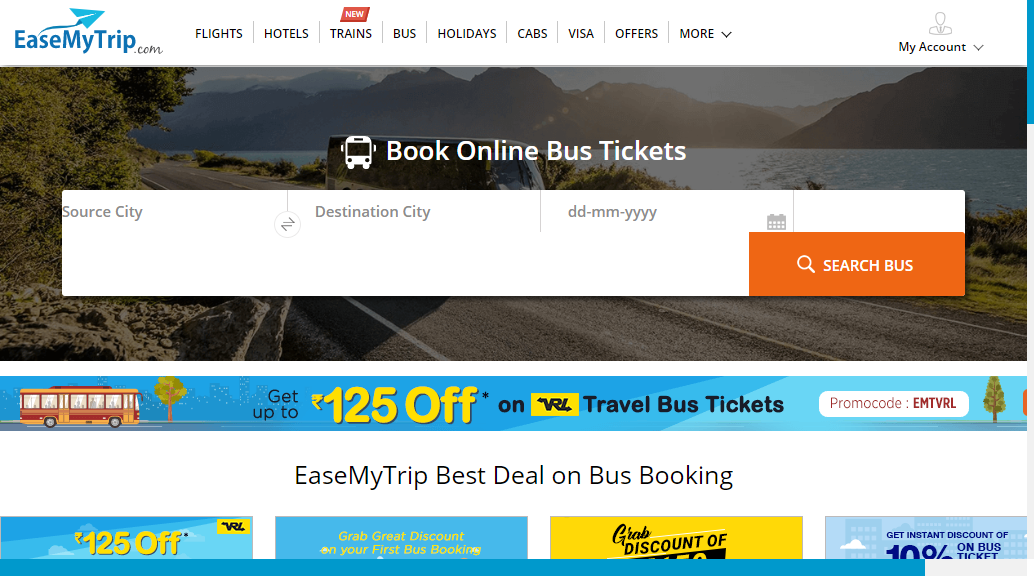 EaseMyTrip.com
FLIGHTS
HOTELS
NEW
TRAINS
BUS
HOLIDAYS
CABS
VISA
OFFERS
MORE
My Account
Book Online Bus Tickets
Source City
Destination City
dd-mm-yyyy
SEARCH BUS
Get up to ₹125 Off* on VRL Travel Bus Tickets
Promocode : EMTVRL
EaseMyTrip Best Deal on Bus Booking
VRL
₹125 Off*
Grab Great Discount
on your First Bus Booking
Grab
DISCOUNT OF
GET INSTANT DISCOUNT OF
10% ON BUS
TICKET